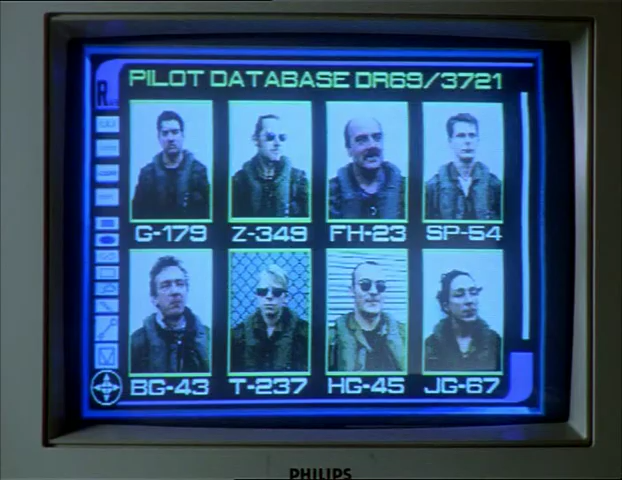 PILOT DATABASE DR69/3721
R
G-179 Z-349 FH-23 SP-54
BG-43 T-237 HG-45 JG-67
PHILIPS